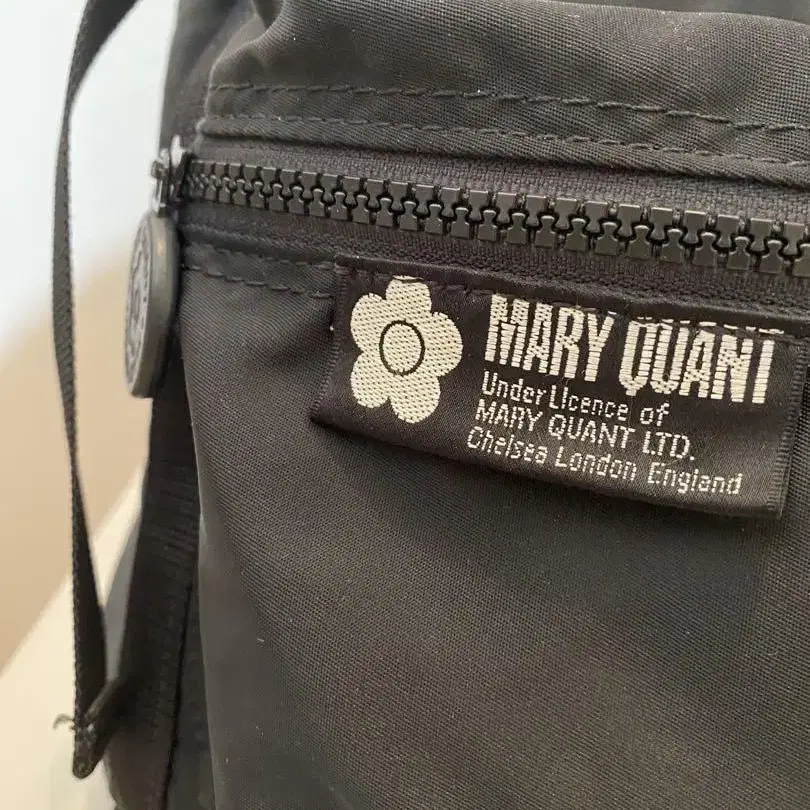 MARY QUANT
Under Licence of
MARY QUANT LTD.
Chelsea London England